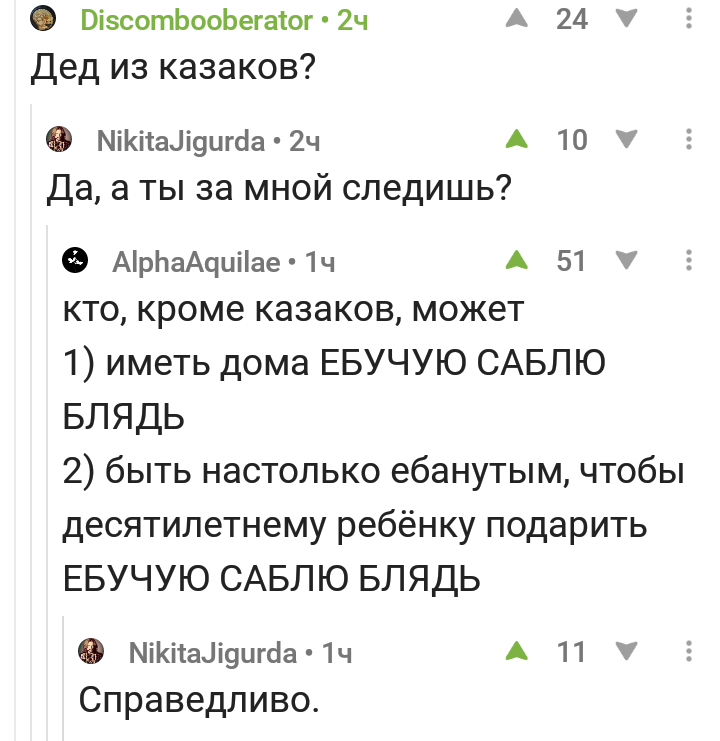 Discombooberator • 2ч 24
Дед из казаков?
NikitaJigurda • 2ч 10
Да, а ты за мной следишь?
AlphaAquilae • 1ч 51
кто, кроме казаков, может
1) иметь дома ЕБУЧУЮ САБЛЮ
БЛЯДЬ
2) быть настолько ебанутым, чтобы
десятилетнему ребёнку подарить
ЕБУЧУЮ САБЛЮ БЛЯДЬ
NikitaJigurda • 1ч 11
Справедливо.